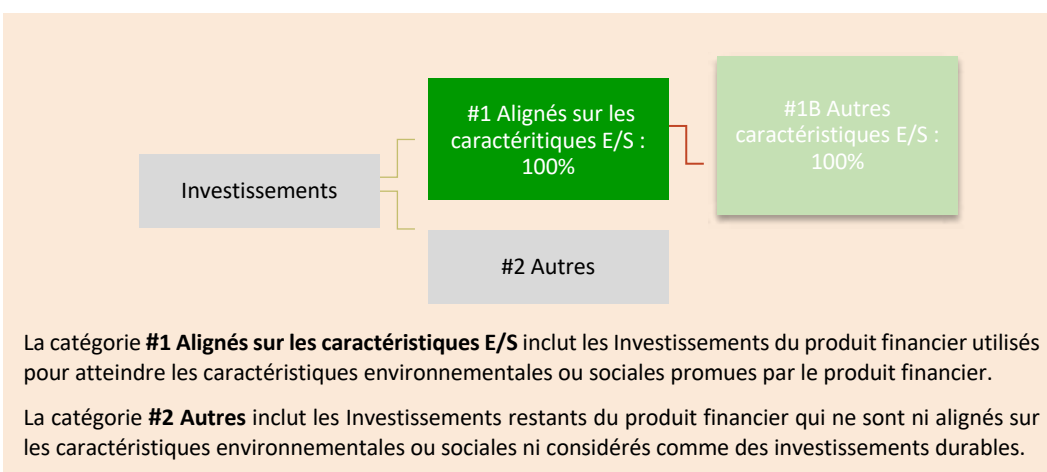 #1 Alignés sur les
caractéritiques E/S :
100%
#1B Autres
caractéristiques E/S :
100%
Investissements
#2 Autres
La catégorie #1 Alignés sur les caractéristiques E/S inclut les Investissements du produit financier utilisés
pour atteindre les caractéristiques environnementales ou sociales promues par le produit financier.
La catégorie #2 Autres inclut les Investissements restants du produit financier qui ne sont ni alignés sur
les caractéristiques environnementales ou sociales ni considérés comme des investissements durables.